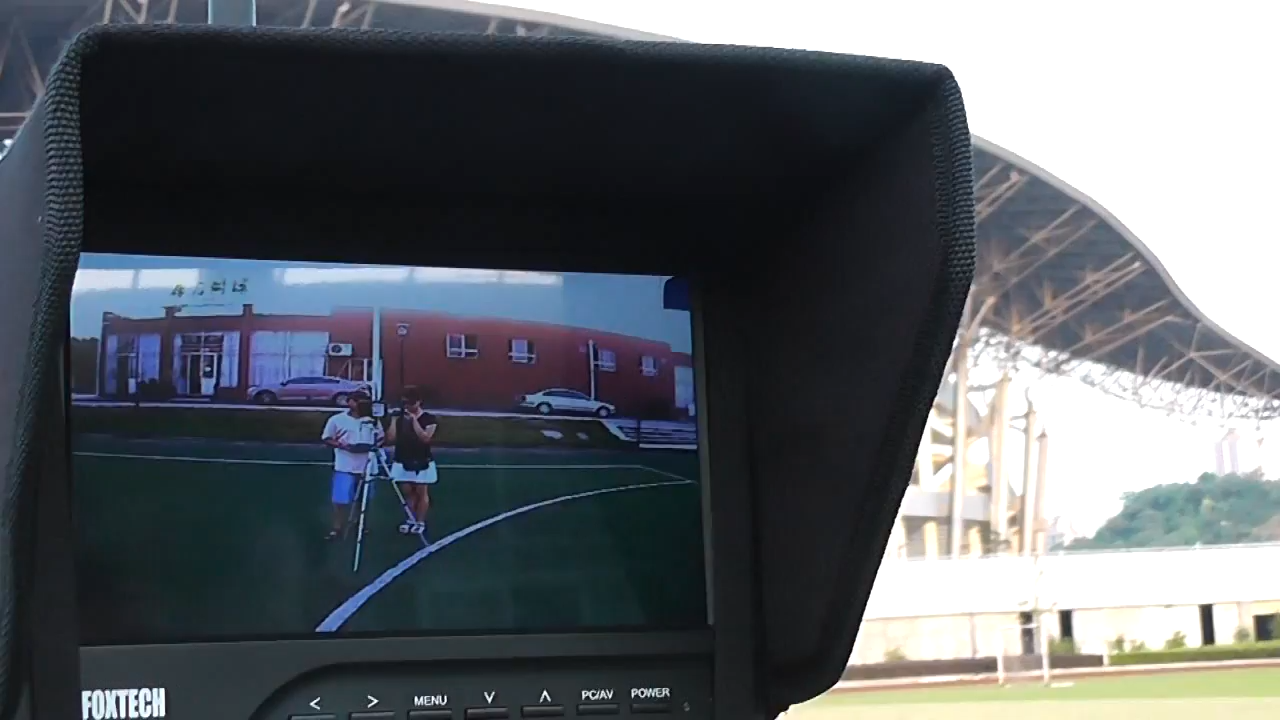 FOXTECH
< > MENU ∨ ∧ PC/AV POWER